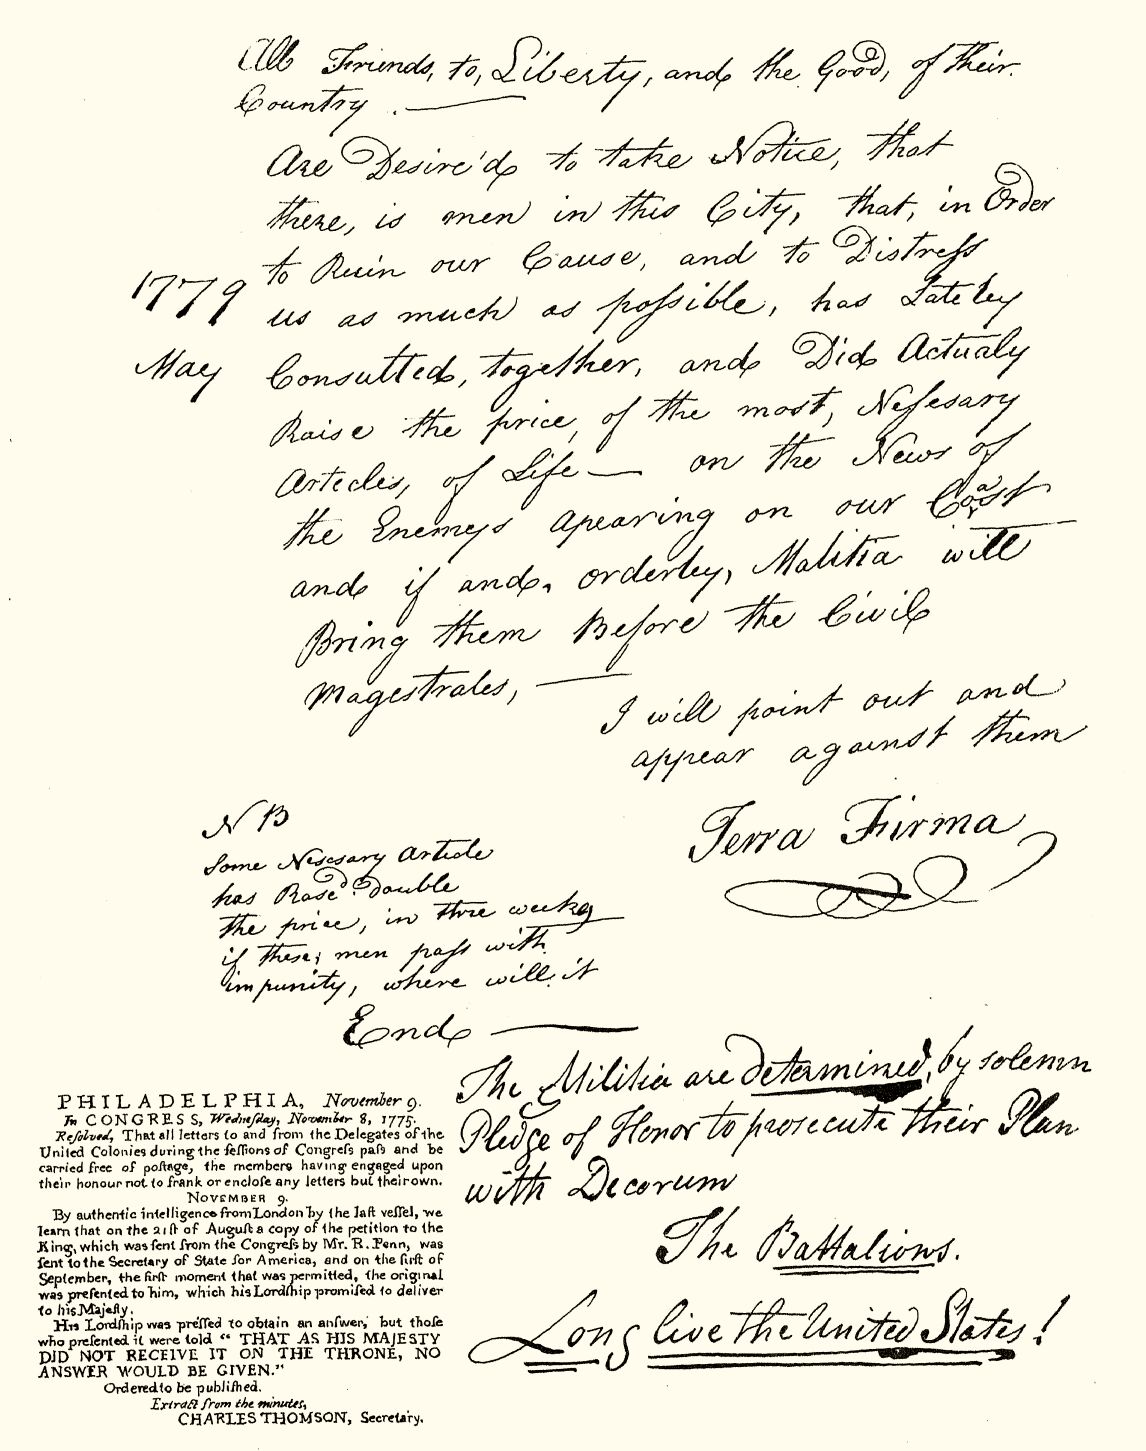 All Friends, to, Liberty, and the Good, of their
Country.
Are Desire'd to take Notice, that
there, is men in this City, that, in Order
to Ruin our Cause, and to Distress
us as much as possible, has Lateley
1779
May
Consulted, together, and Did Actualy
Raise the price, of the most, Nesesary
Articles, of Life — on the News of
the Enemeys apearing on our Coast
and if and, orderley, Malitia will
Bring them Before the Civil
Magestrates, —
I will point out and
appear against them
Terra Firma
N B
Some Nescsary Article
has Rased Double
the price, in three weekes
if these, men pass with
impunity, where will it
End —
The Militia are determined, by solemn
Pledge of Honor to prosecute their Plan
with Decorum
The Battalions.
Long live the United States!
PHILADELPHIA, November 9.
In CONGRESS, Wednesday, November 8, 1775.
Resolved, That all letters to and from the Delegates of the
United Colonies during the sessions of Congress pass and be
carried free of postage, the members having engaged upon
their honour not to frank or enclose any letters but their own.
NOVEMBER 9.
By authentic intelligence from London by the last vessel, we
learn that on the 21st of August a copy of the petition to the
King, which was sent from the Congress by Mr. R. Penn, was
sent to the Secretary of State for America, and on the first of
September, the first moment that was permitted, the original
was presented to him, which his Lordship promised to deliver
to his Majesty.
His Lordship was pressed to obtain an answer, but those
who presented it were told "THAT AS HIS MAJESTY
DID NOT RECEIVE IT ON THE THRONE, NO
ANSWER WOULD BE GIVEN."
Ordered to be published.
Extract from the minutes,
CHARLES THOMSON, Secretary.